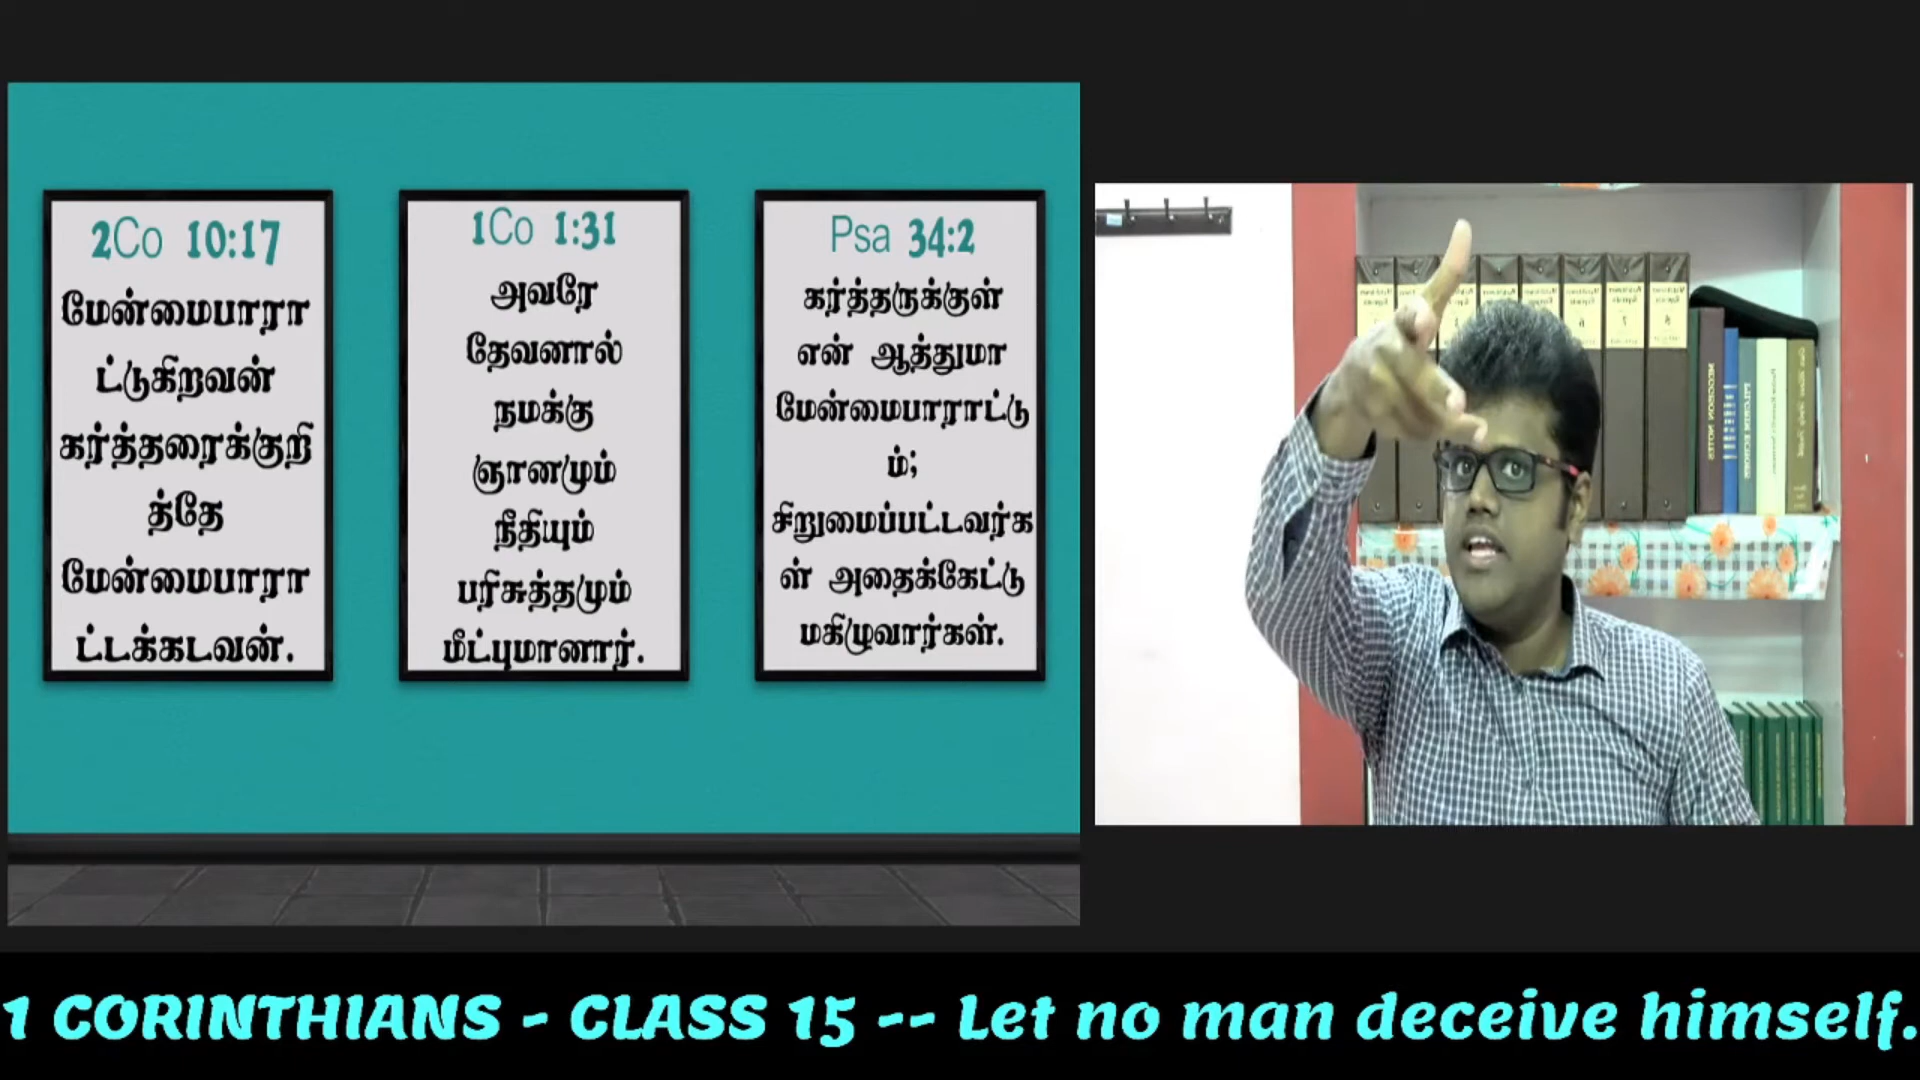 2Co 10:17
மேன்மைபாரா
ட்டுகிறவன்
கர்த்தரைக்குறி
த்தே
மேன்மைபாரா
ட்டக்கடவன்.
1Co 1:31
அவரே
தேவனால்
நமக்கு
ஞானமும்
நீதியும்
பரிசுத்தமும்
மீட்புமானார்.
Psa 34:2
கர்த்தருக்குள்
என் ஆத்துமா
மேன்மைபாராட்டு
ம்;
சிறுமைப்பட்டவர்க
ள் அதைக்கேட்டு
மகிழுவார்கள்.
1 CORINTHIANS - CLASS 15 -- Let no man deceive himself.